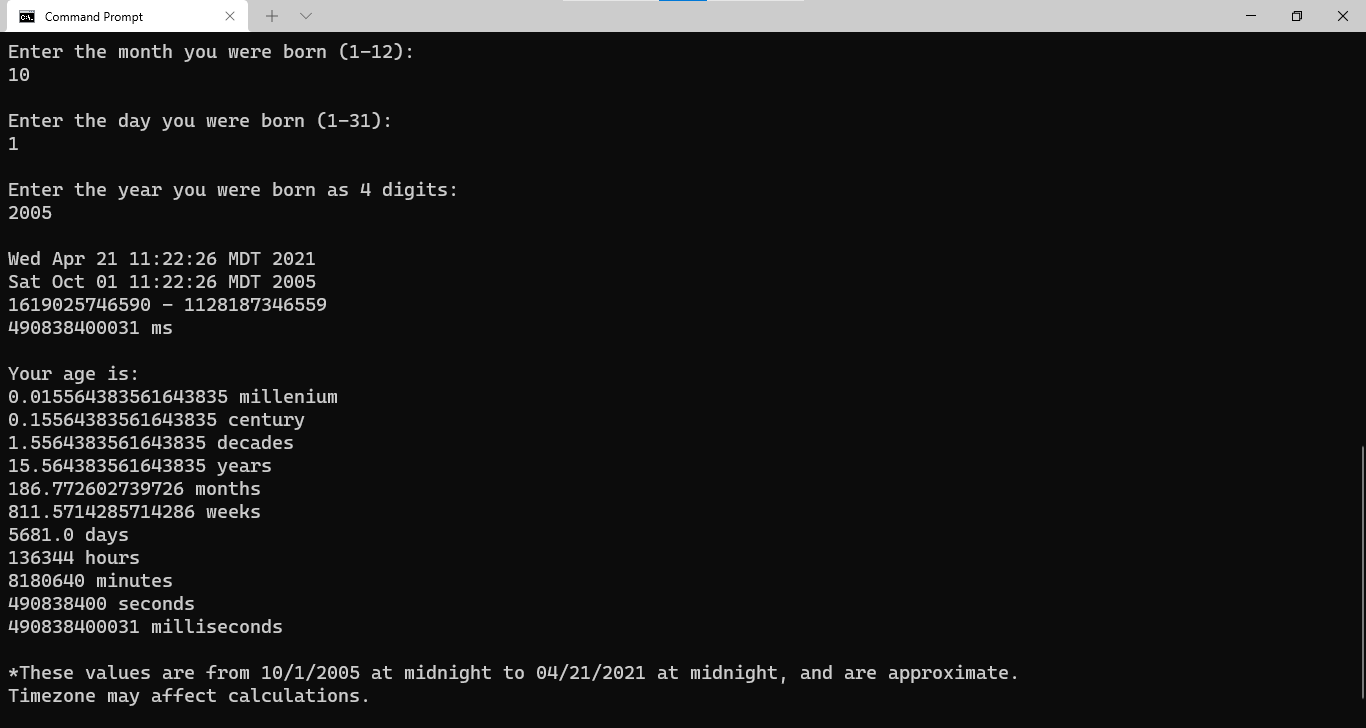 Command Prompt
Enter the month you were born (1-12):
10
Enter the day you were born (1-31):
1
Enter the year you were born as 4 digits:
2005
Wed Apr 21 11:22:26 MDT 2021
Sat Oct 01 11:22:26 MDT 2005
1619025746590 - 1128187346559
490838400031 ms
Your age is:
0.015564383561643835 millenium
0.15564383561643835 century
1.5564383561643835 decades
15.564383561643835 years
186.772602739726 months
811.5714285714286 weeks
5681.0 days
136344 hours
8180640 minutes
490838400 seconds
490838400031 milliseconds
*These values are from 10/1/2005 at midnight to 04/21/2021 at midnight, and are approximate.
Timezone may affect calculations.